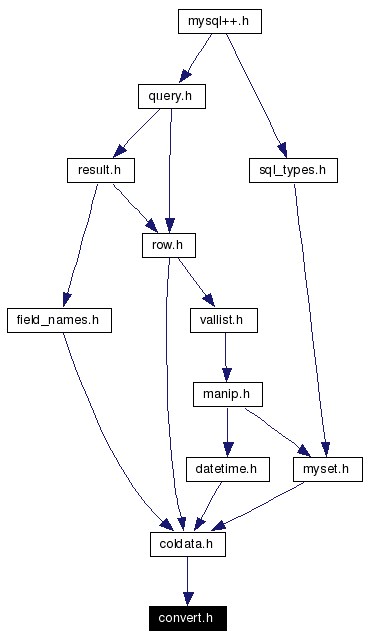 mysql++.h
query.h
result.h
sql_types.h
row.h
field_names.h
vallist.h
manip.h
datetime.h
myset.h
coldata.h
convert.h